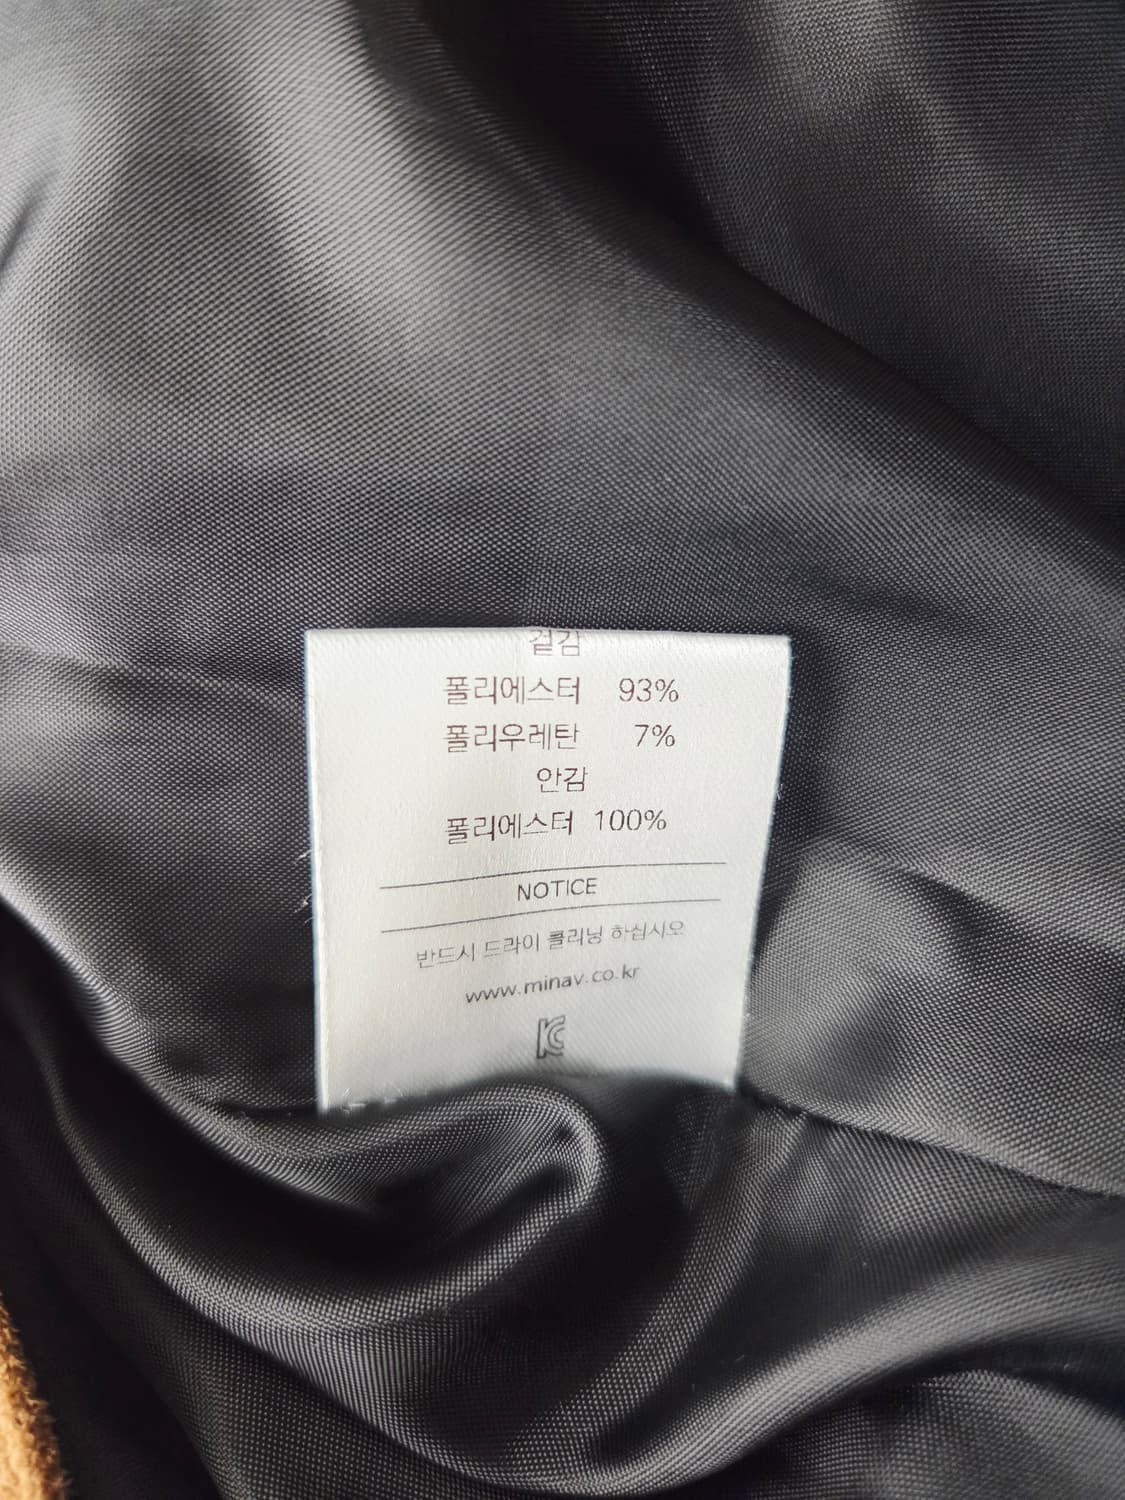 겉감
폴리에스터 93%
폴리우레탄 7%
안감
폴리에스터 100%
NOTICE
반드시 드라이 클리닝 하십시오
www.minav.co.kr
KC